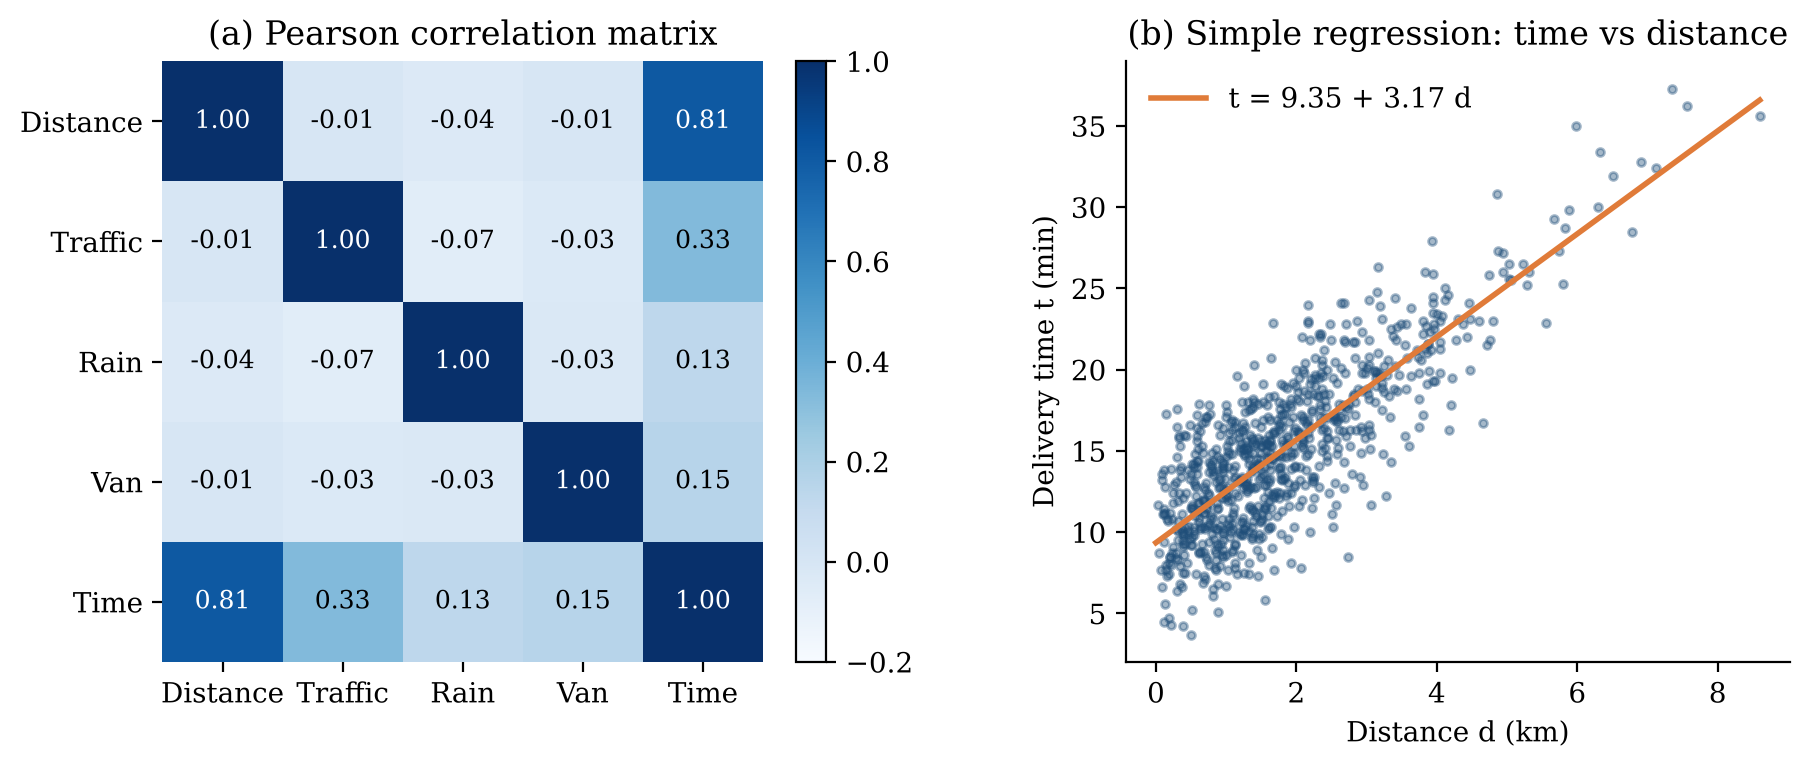 (a) Pearson correlation matrix
Distance 1.00 -0.01 -0.04 -0.01 0.81
Traffic -0.01 1.00 -0.07 -0.03 0.33
Rain -0.04 -0.07 1.00 -0.03 0.13
Van -0.01 -0.03 -0.03 1.00 0.15
Time 0.81 0.33 0.13 0.15 1.00
Distance Traffic Rain Van Time
1.0
0.8
0.6
0.4
0.2
0.0
−0.2
(b) Simple regression: time vs distance
t = 9.35 + 3.17 d
Delivery time t (min)
35
30
25
20
15
10
5
0 2 4 6 8
Distance d (km)